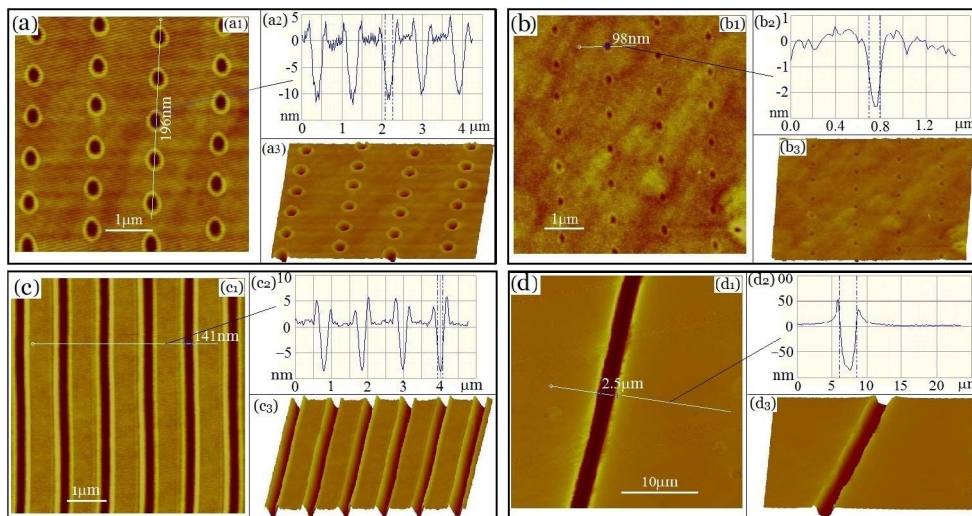 (a)
(a1)
196nm
1μm
(a2)
5
0
-5
-10
nm
0
1
2
3
4
μm
(a3)
(b)
(b1)
98nm
1μm
(b2)
1
0
-1
-2
nm
0.0
0.4
0.8
1.2
μm
(b3)
(c)
(c1)
141nm
1μm
(c2)
10
5
0
-5
nm
0
1
2
3
4
μm
(c3)
(d)
(d1)
2.5μm
10μm
(d2)
00
50
0
-50
nm
0
10
20
μm
(d3)